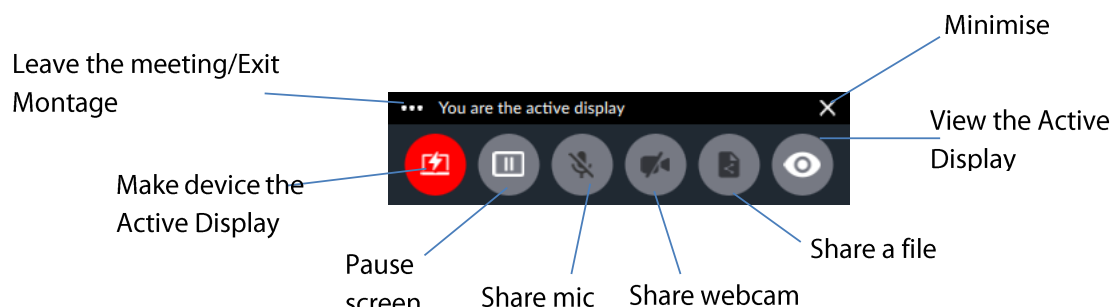 Minimise
Leave the meeting/Exit
Montage
You are the active display
View the Active
Display
Make device the
Active Display
Share a file
Pause
screen
Share mic
Share webcam